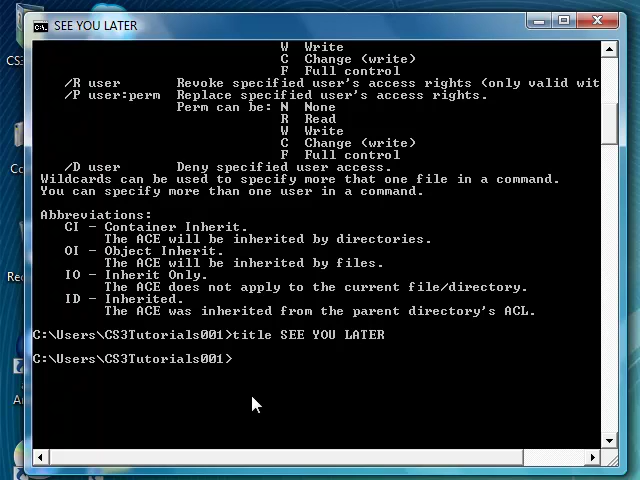 SEE YOU LATER
W Write
C Change (write)
F Full control
/R user Revoke specified user's access rights (only valid wit
/P user:perm Replace specified user's access rights.
Perm can be: N None
R Read
W Write
C Change (write)
F Full control
/D user Deny specified user access.
Wildcards can be used to specify more that one file in a command.
You can specify more than one user in a command.
Abbreviations:
CI - Container Inherit.
The ACE will be inherited by directories.
OI - Object Inherit.
The ACE will be inherited by files.
IO - Inherit Only.
The ACE does not apply to the current file/directory.
ID - Inherited.
The ACE was inherited from the parent directory's ACL.
C:\Users\CS3Tutorials001>title SEE YOU LATER
C:\Users\CS3Tutorials001>